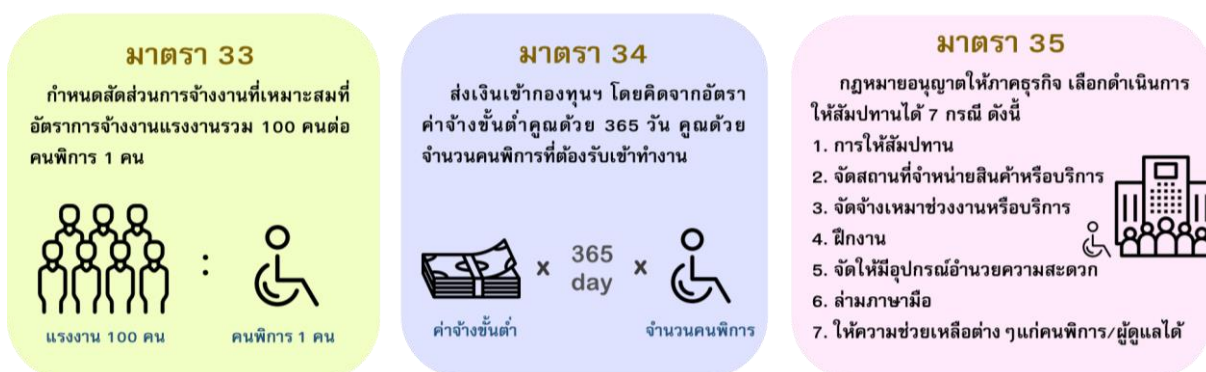 มาตรา 33
กำหนดสัดส่วนการจ้างงานที่เหมาะสมที่
อัตราการจ้างงานแรงงานรวม 100 คนต่อ
คนพิการ 1 คน
:
แรงงาน 100 คน
คนพิการ 1 คน
มาตรา 34
ส่งเงินเข้ากองทุนฯ โดยคิดจากอัตรา
ค่าจ้างขั้นต่ำคูณด้วย 365 วัน คูณด้วย
จำนวนคนพิการที่ต้องรับเข้าทำงาน
x 365 x
day
ค่าจ้างขั้นต่ำ
จำนวนคนพิการ
มาตรา 35
กฎหมายอนุญาตให้ภาคธุรกิจ เลือกดำเนินการ
ให้สัมปทานได้ 7 กรณี ดังนี้
1. การให้สัมปทาน
2. จัดสถานที่จำหน่ายสินค้าหรือบริการ
3. จัดจ้างเหมาช่วงงานหรือบริการ
4. ฝึกงาน
5. จัดให้มีอุปกรณ์อำนวยความสะดวก
6. ล่ามภาษามือ
7. ให้ความช่วยเหลือต่าง ๆแก่คนพิการ/ผู้ดูแลได้